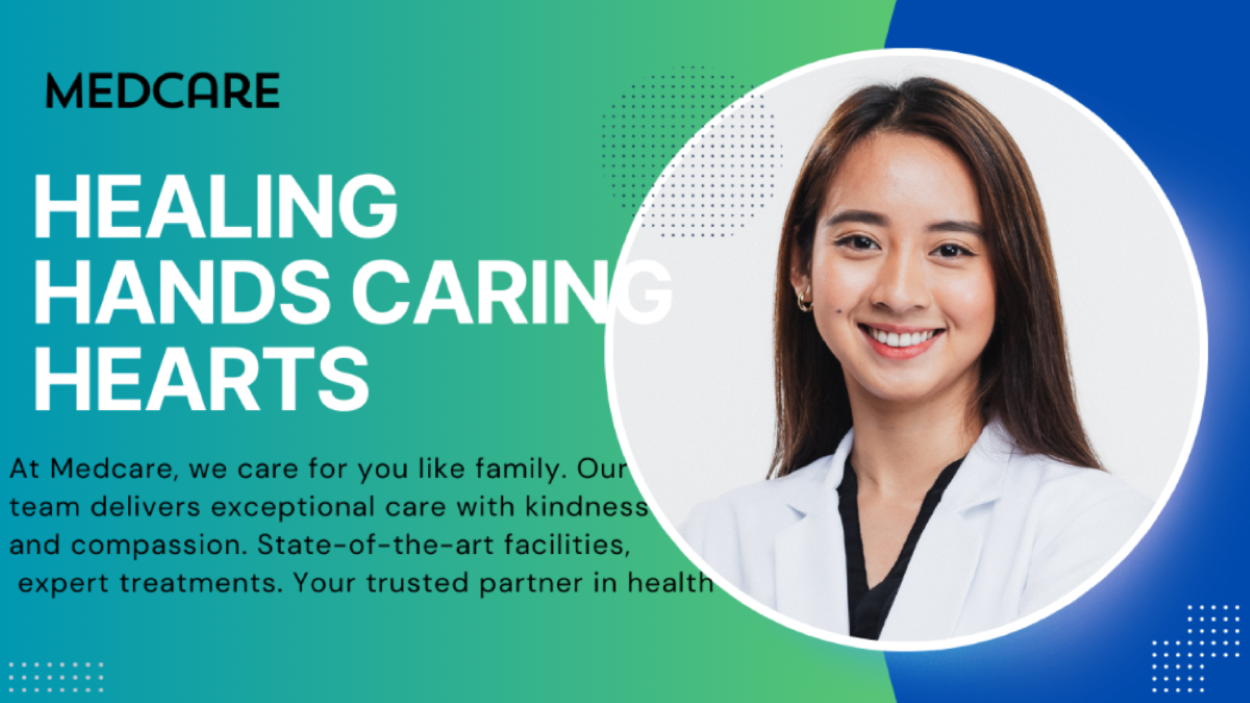 MEDCARE
HEALING
HANDS CARING
HEARTS
At Medcare, we care for you like family. Our
team delivers exceptional care with kindness
and compassion. State-of-the-art facilities,
expert treatments. Your trusted partner in health